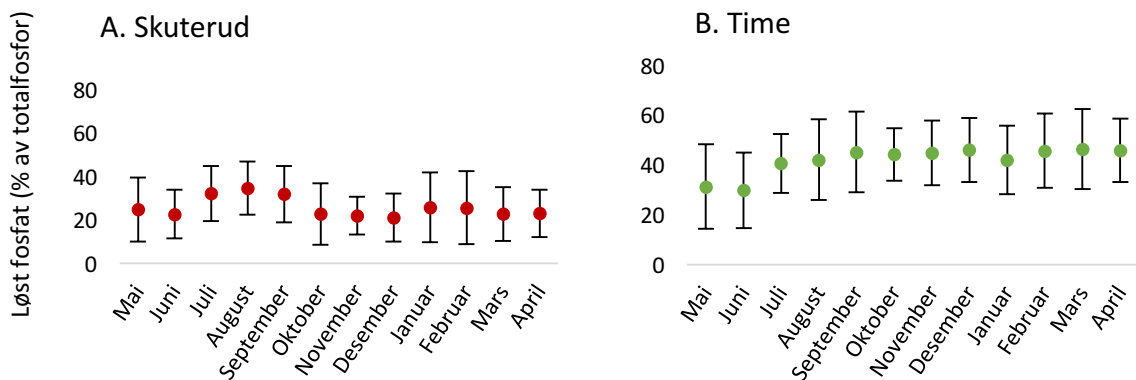 A. Skuterud
Løst fosfat (% av totalfosfor)
80
60
40
20
0
Mai
Juni
Juli
August
September
Oktober
November
Desember
Januar
Februar
Mars
April
B. Time
80
60
40
20
0
Mai
Juni
Juli
August
September
Oktober
November
Desember
Januar
Februar
Mars
April